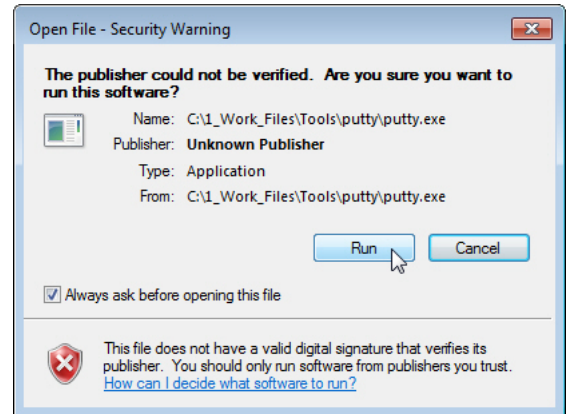 Open File - Security Warning
The publisher could not be verified.  Are you sure you want to
run this software?
Name: C:\1_Work_Files\Tools\putty\putty.exe
Publisher: Unknown Publisher
Type: Application
From: C:\1_Work_Files\Tools\putty\putty.exe
Run Cancel
Always ask before opening this file
This file does not have a valid digital signature that verifies its
publisher. You should only run software from publishers you trust.
How can I decide what software to run?